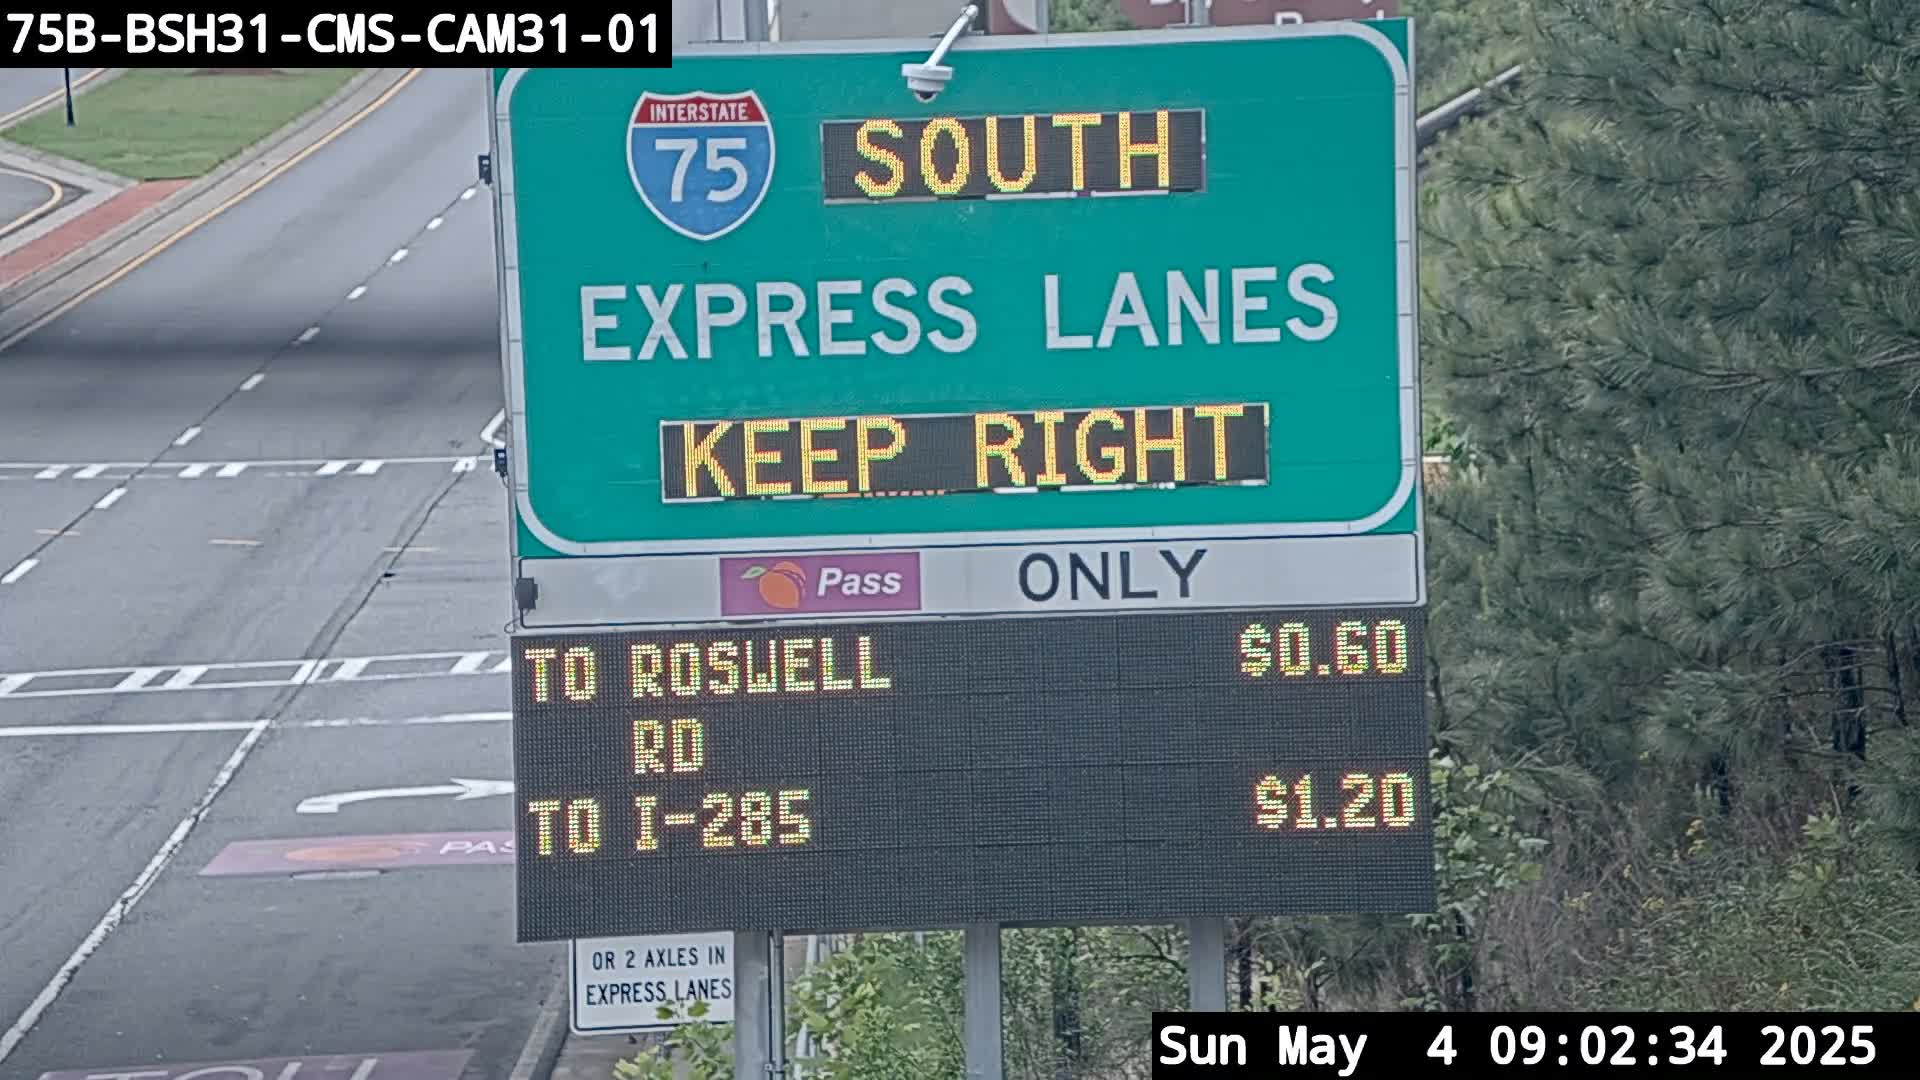 75B-BSH31-CMS-CAM31-01
INTERSTATE
75
SOUTH
EXPRESS LANES
KEEP RIGHT
Pass
ONLY
TO ROSWELL $0.60
RD
TO I-285 $1.20
OR 2 AXLES IN
EXPRESS LANES
Sun May 4 09:02:34 2025